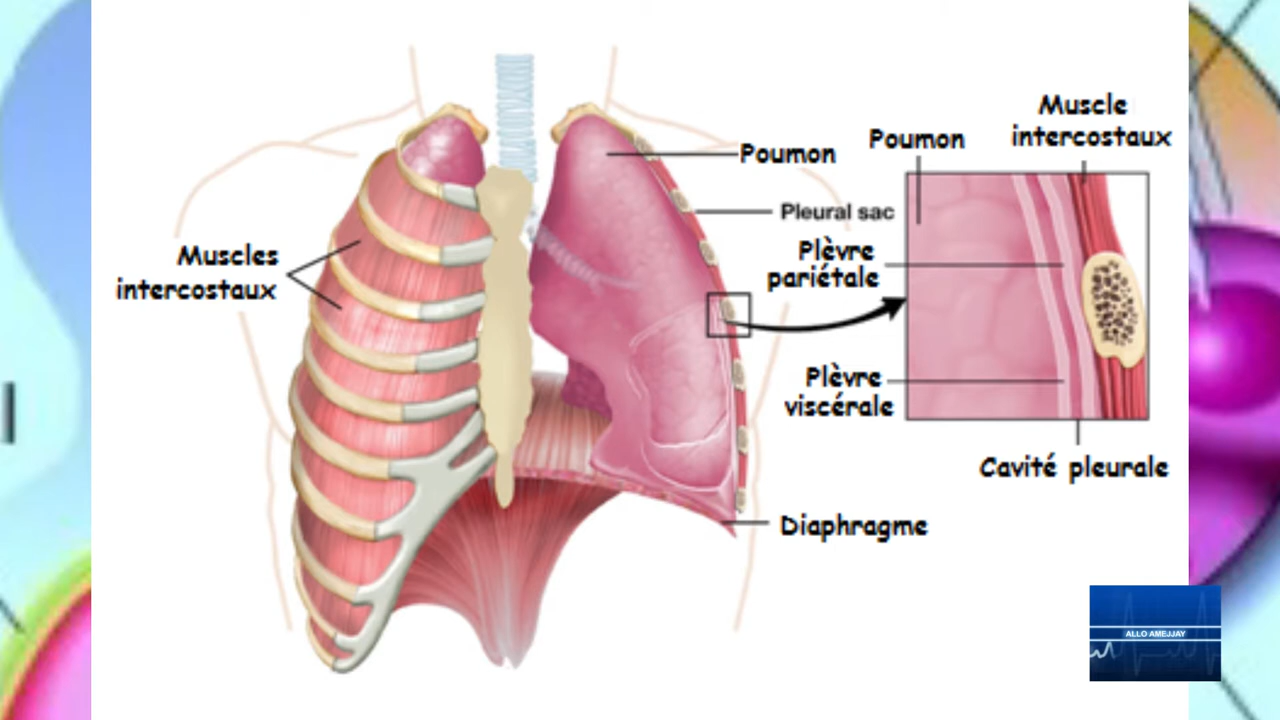 Muscle
intercostaux
Poumon
Poumon
Pleural sac
Plèvre
pariétale
Muscles
intercostaux
Plèvre
viscérale
Cavité pleurale
Diaphragme
ALLO AMEJJAY